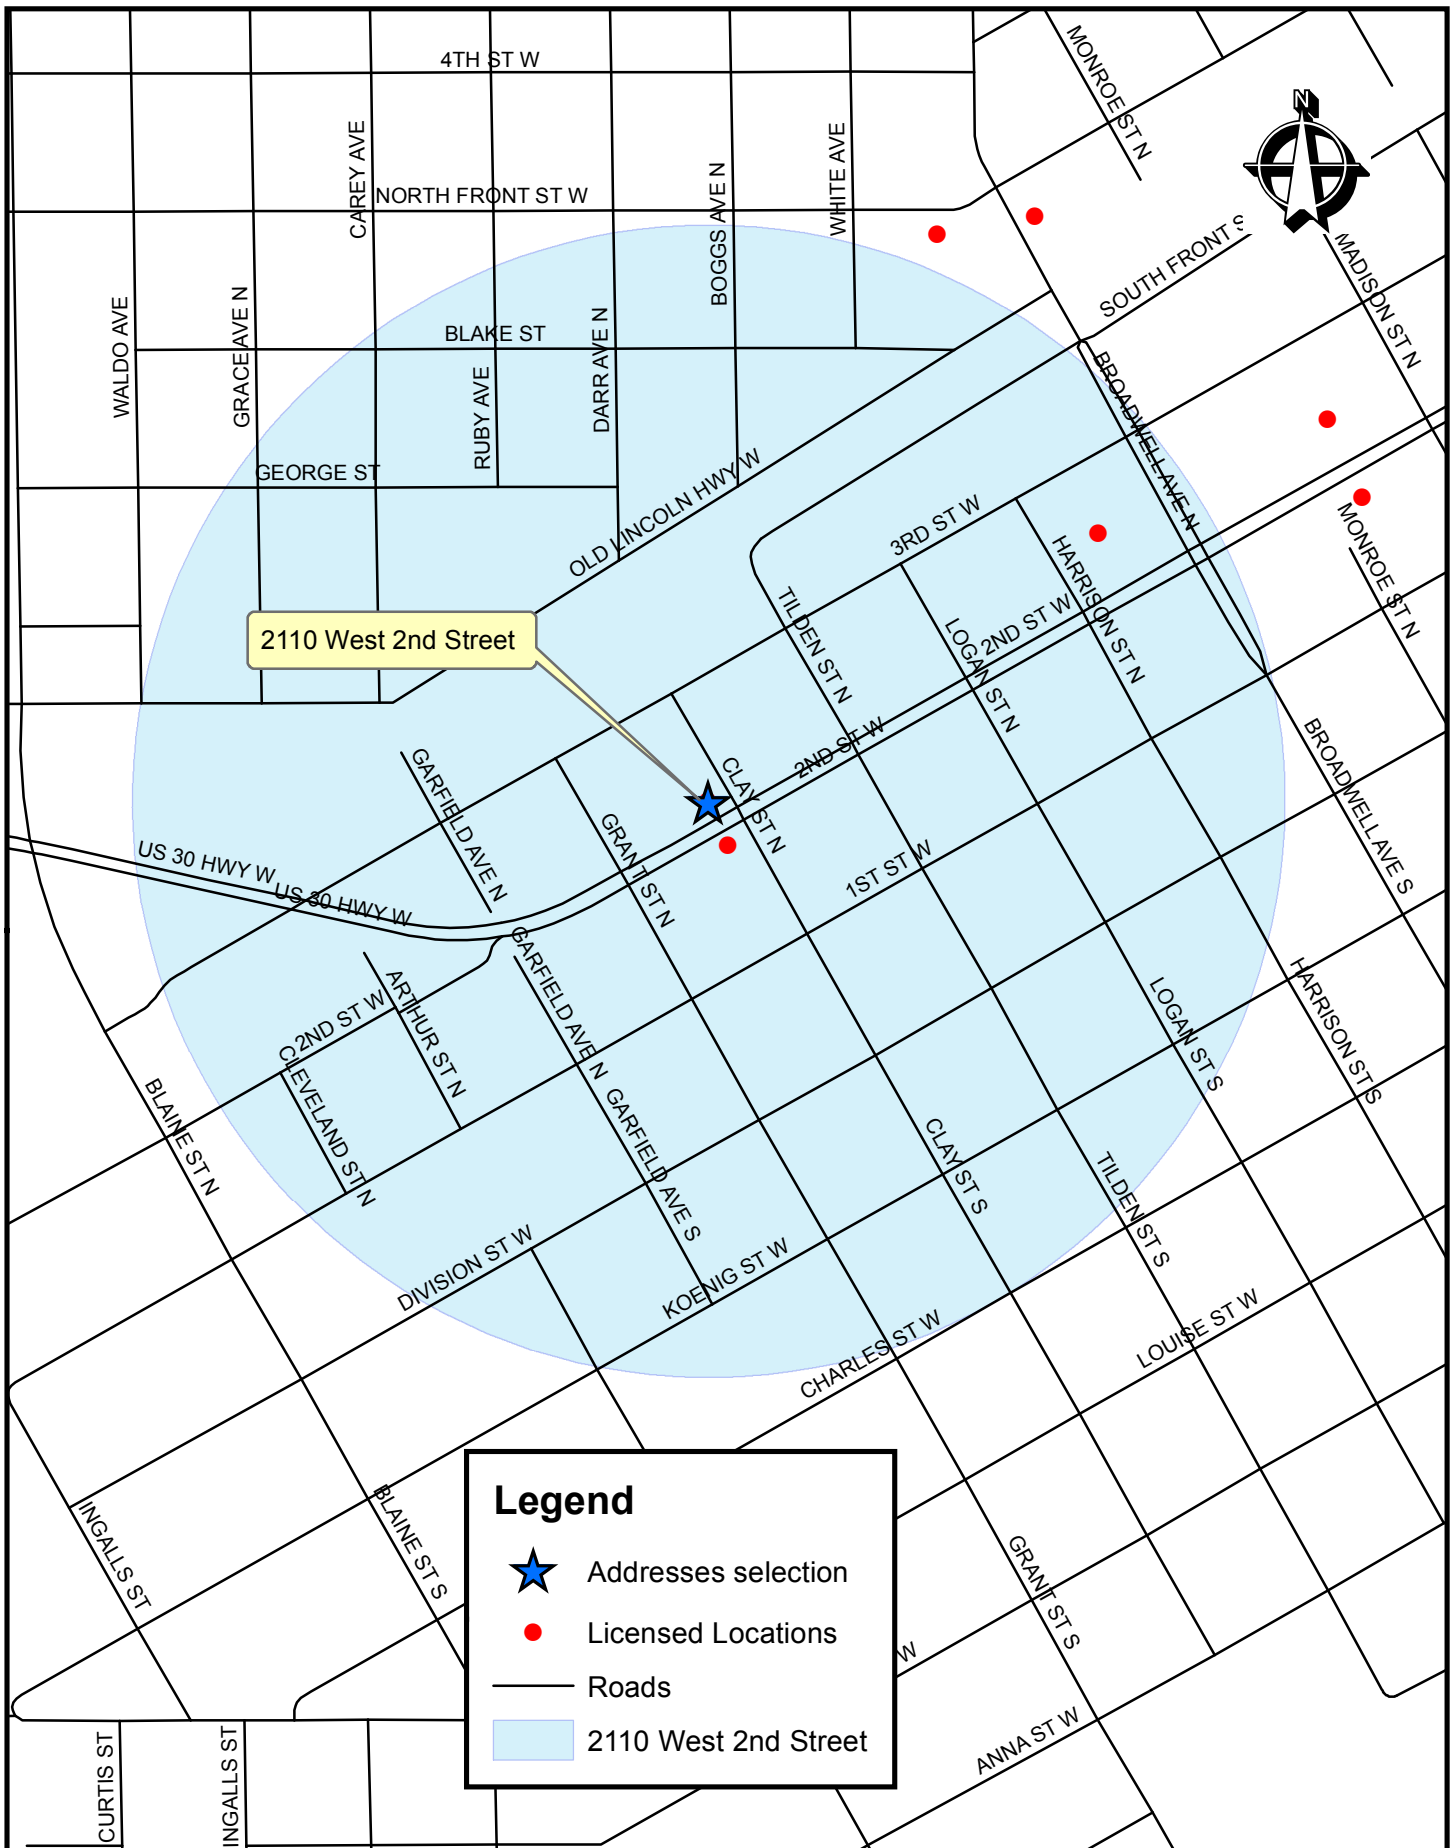 4TH ST W
MONROE ST N
N
CAREY AVE
WHITE AVE
NORTH FRONT ST W
BOGGS AVE N
SOUTH FRONT S
MADISON ST N
WALDO AVE
GRACE AVE N
BLAKE ST
DARR AVE N
RUBY AVE
BROADWELL AVE N
GEORGE ST
OLD LINCOLN HWY W
3RD ST W
MONROE ST N
HARRISON ST N
TILDEN ST N
LOGAN ST N
2ND ST W
2110 West 2nd Street
2ND ST W
CLAY ST N
GARFIELD AVE N
BROADWELL AVE S
GRANT ST N
US 30 HWY W
US 30 HWY W
1ST ST W
GARFIELD AVE N
ARTHUR ST N
2ND ST W
CLEVELAND ST N
HARRISON ST S
LOGAN ST S
BLAINE ST N
GARFIELD AVE S
CLAY ST S
TILDEN ST S
DIVISION ST W
KOENIG ST W
CHARLES ST W
LOUISE ST W
INGALLS ST
BLAINE ST S
GRANT ST S
Legend
Addresses selection
Licensed Locations
Roads
2110 West 2nd Street
W
ANNA ST W
CURTIS ST
INGALLS ST